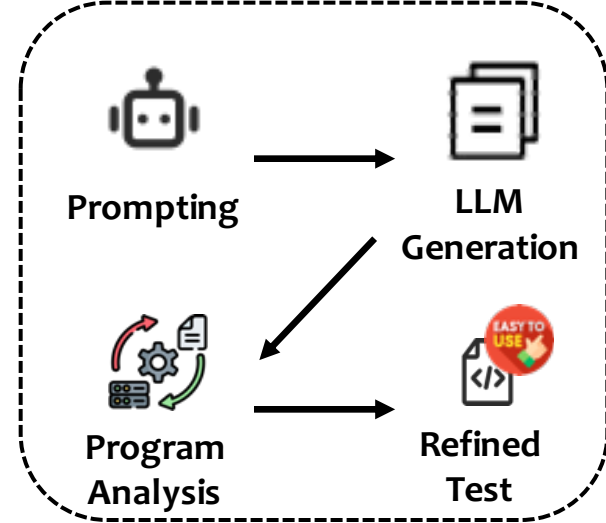 Prompting
LLM
Generation
EASY TO
USE
</>
Program
Analysis
Refined
Test